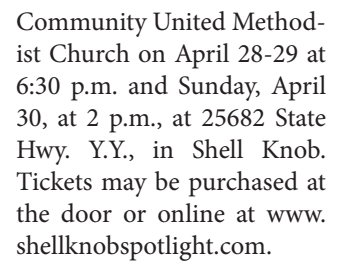 Community United Method-
ist Church on April 28-29 at
6:30 p.m. and Sunday, April
30, at 2 p.m., at 25682 State
Hwy. Y.Y., in Shell Knob.
Tickets may be purchased at
the door or online at www.
shellknobspotlight.com.